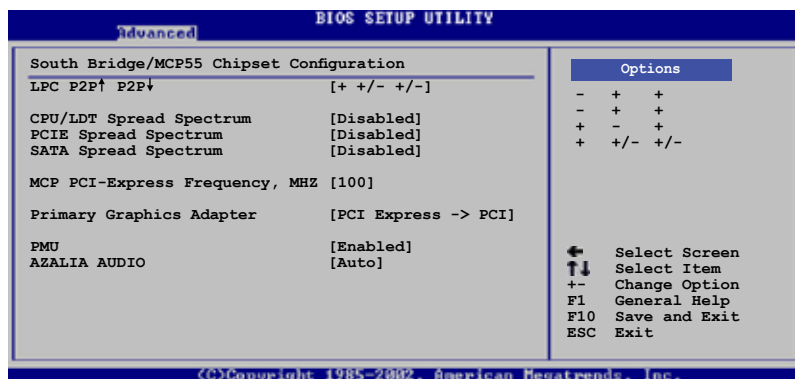 BIOS SETUP UTILITY
Advanced
South Bridge/MCP55 Chipset Configuration
LPC P2P↑ P2P↓ [+ +/- +/-]
CPU/LDT Spread Spectrum [Disabled]
PCIE Spread Spectrum [Disabled]
SATA Spread Spectrum [Disabled]
MCP PCI-Express Frequency, MHZ [100]
Primary Graphics Adapter [PCI Express -> PCI]
PMU [Enabled]
AZALIA AUDIO [Auto]
Options
- + +
- + +
+ - +
+ +/- +/-
← Select Screen
↑↓ Select Item
+- Change Option
F1 General Help
F10 Save and Exit
ESC Exit
(C)Copyright 1985-2002, American Megatrends, Inc.